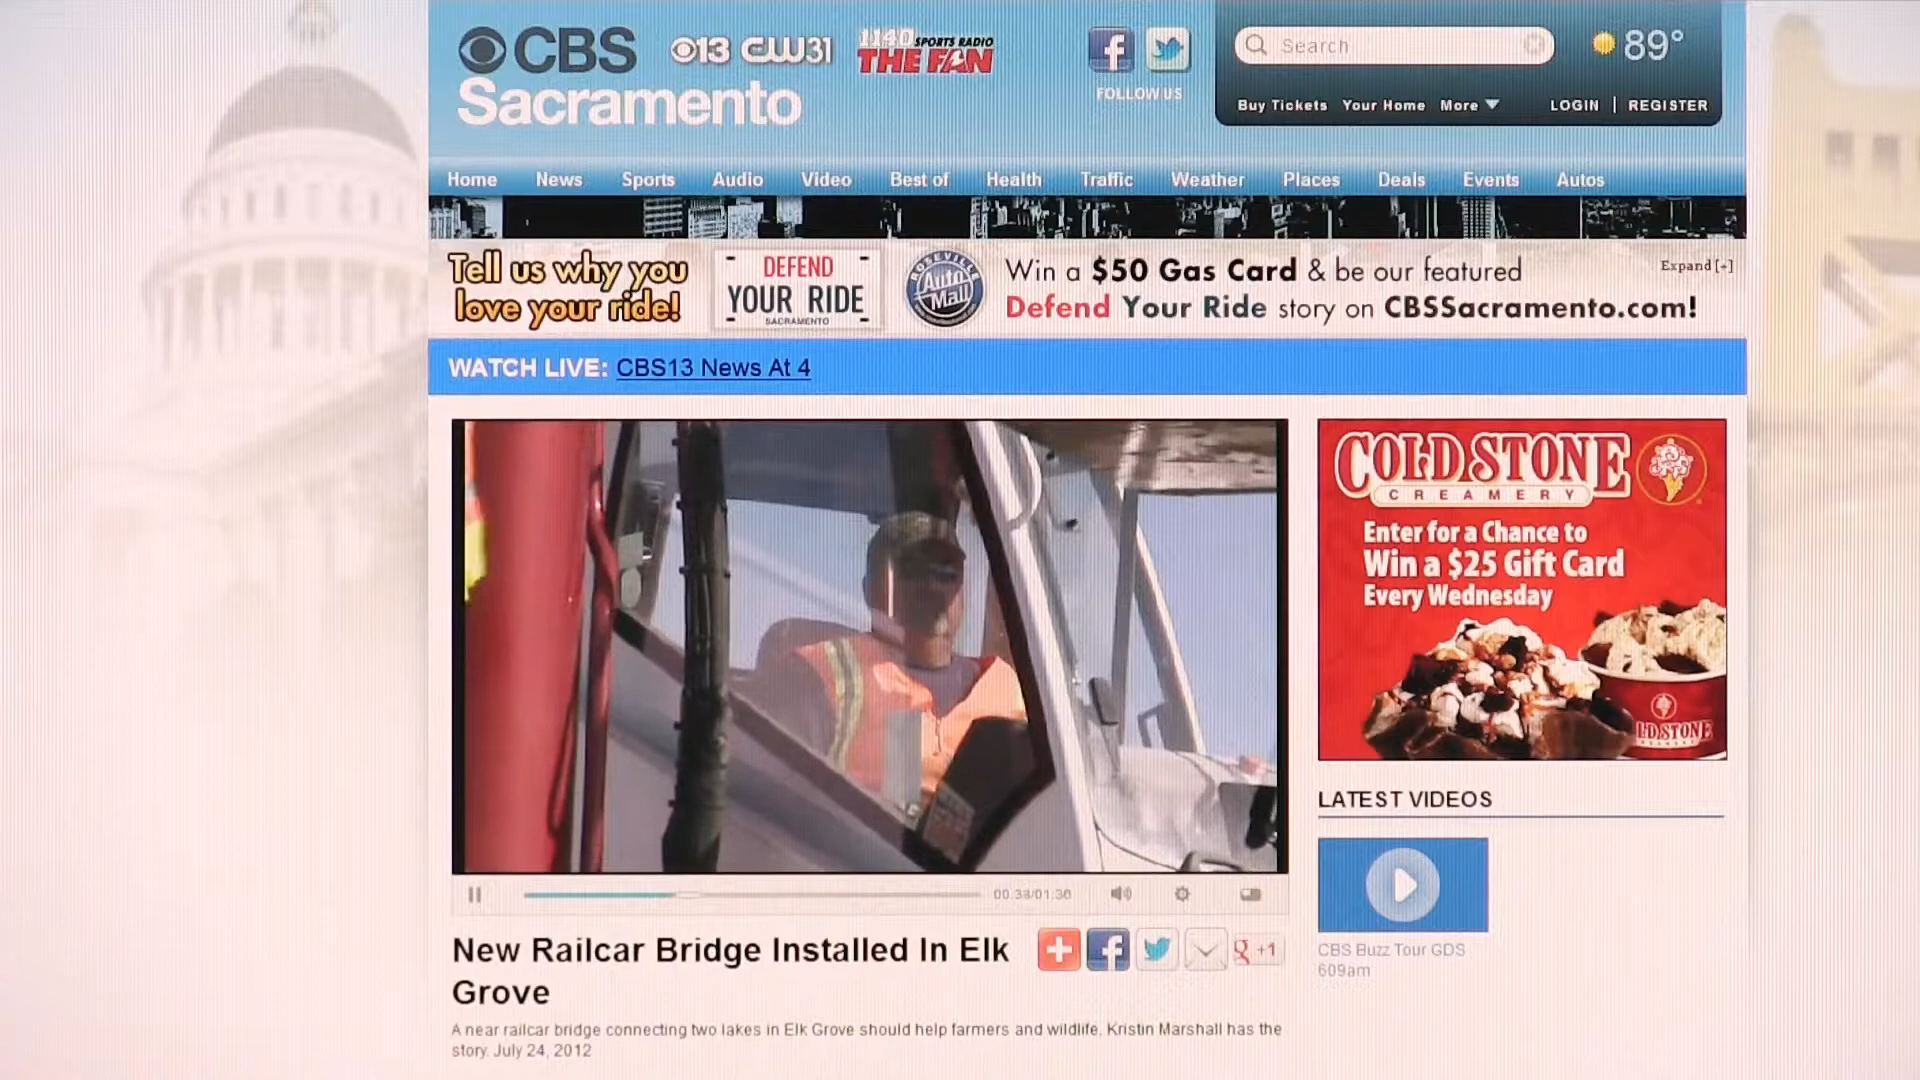 CBS
Sacramento
13 CW31
1140 SPORTS RADIO
THE FAN
FOLLOW US
Search
89°
Buy Tickets Your Home More LOGIN | REGISTER
Home News Sports Audio Video Best of Health Traffic Weather Places Deals Events Autos
Tell us why you
love your ride!
DEFEND
YOUR RIDE
SACRAMENTO
ROSEVILLE
Auto
Mall
Win a $50 Gas Card & be our featured
Defend Your Ride story on CBSSacramento.com!
Expand [+]
WATCH LIVE: CBS13 News At 4
COLD STONE
CREAMERY
Enter for a Chance to
Win a $25 Gift Card
Every Wednesday
LD STONE
LATEST VIDEOS
CBS Buzz Tour GDS
609am
00:33/01:36
New Railcar Bridge Installed In Elk
Grove
g +1
A near railcar bridge connecting two lakes in Elk Grove should help farmers and wildlife. Kristin Marshall has the
story. July 24, 2012